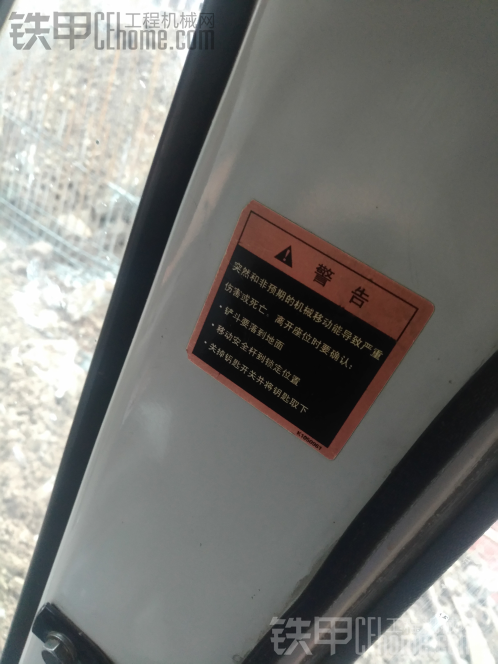 铁甲 工程机械网
CEhome.com
警告
突然和非预期的机械移动能导致严重
伤害或死亡，离开座位时要确认：
·铲斗要落到地面
·移动安全杆到锁定位置
·关掉钥匙开关并将钥匙取下
铁甲